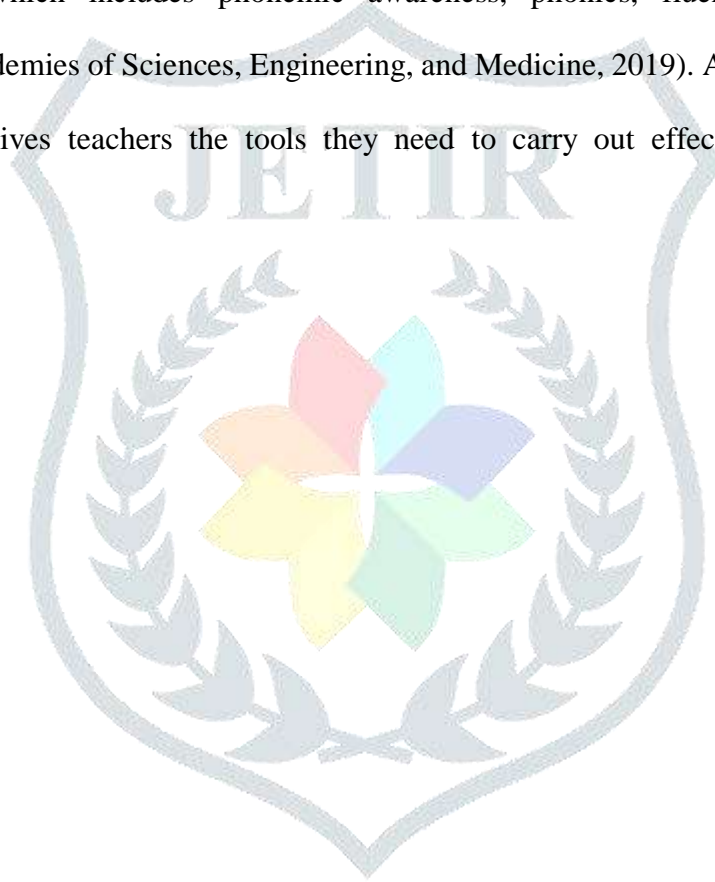 which includes phonemic awareness, phonics,
demies of Sciences, Engineering, and Medicine, 2019). A
ives teachers the tools they need to carry out effec
JETIR